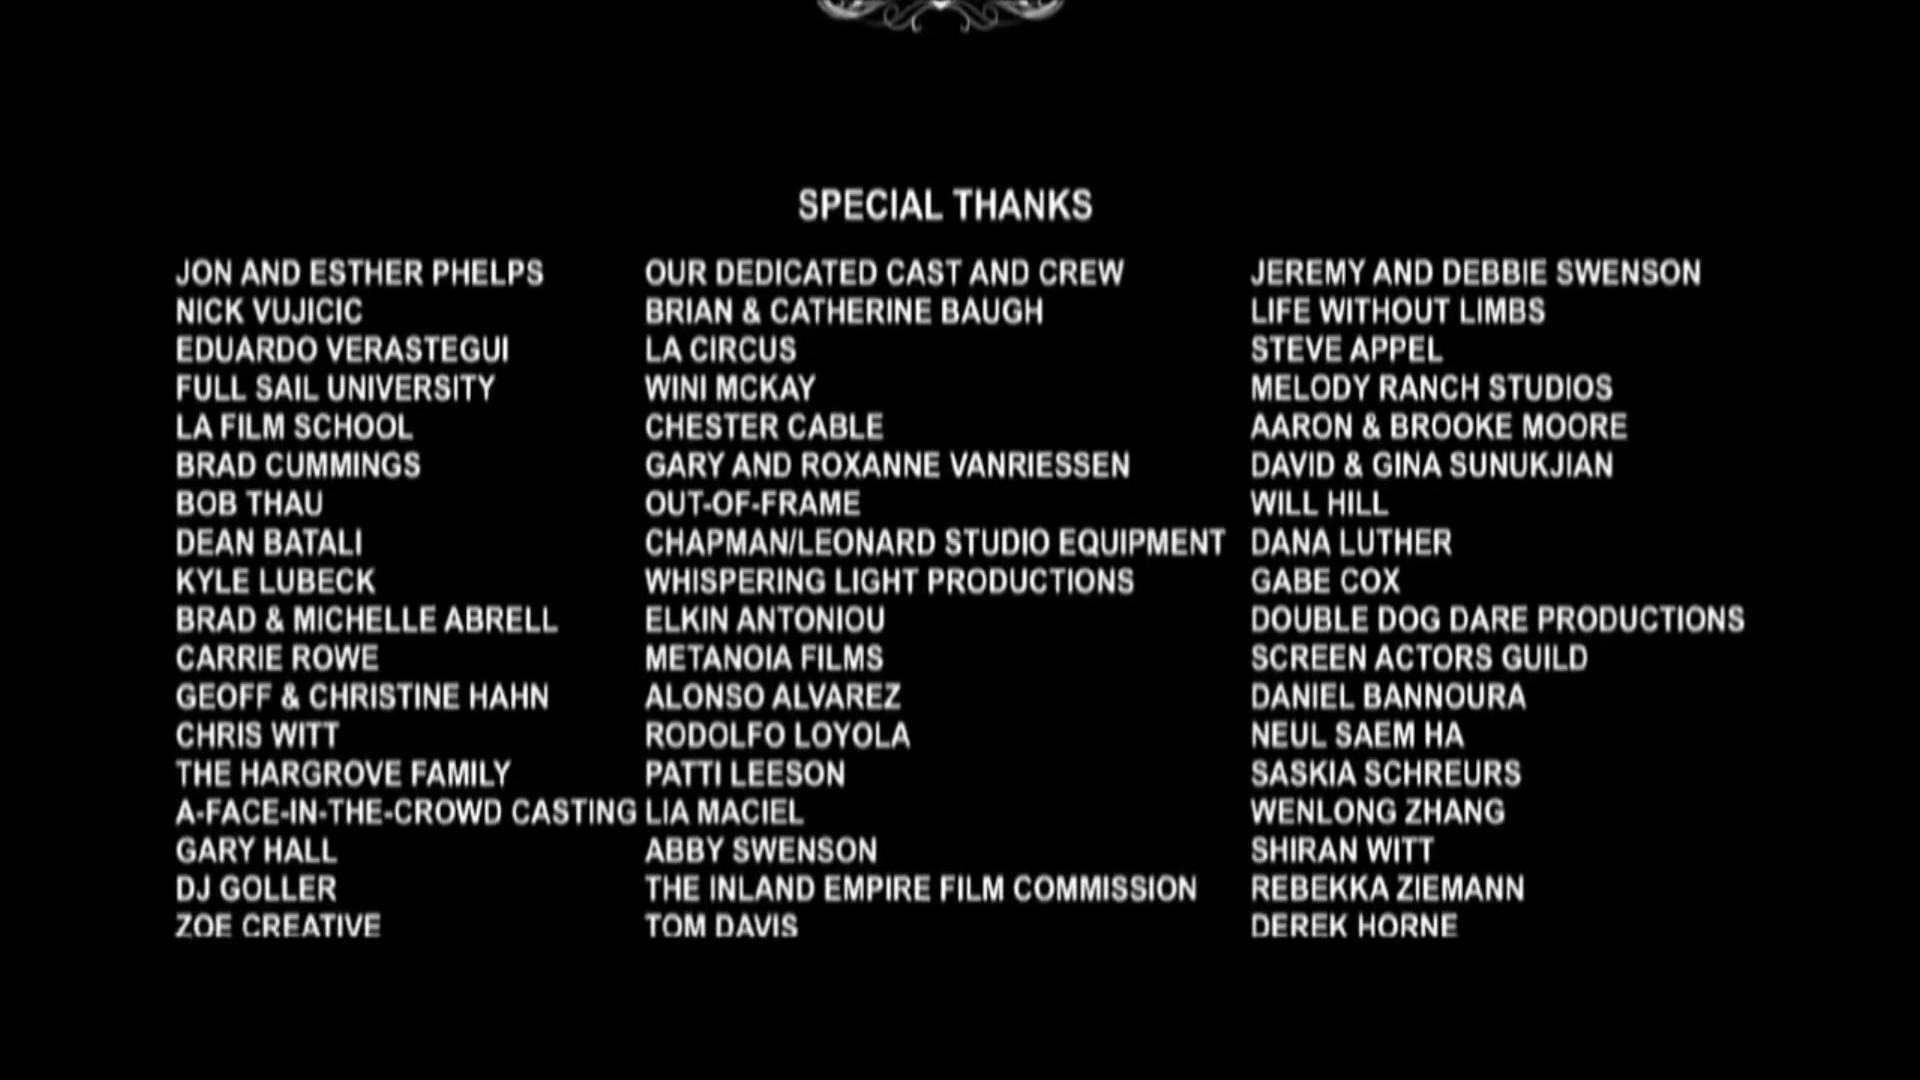 SPECIAL THANKS
JON AND ESTHER PHELPS
NICK VUJICIC
EDUARDO VERASTEGUI
FULL SAIL UNIVERSITY
LA FILM SCHOOL
BRAD CUMMINGS
BOB THAU
DEAN BATALI
KYLE LUBECK
BRAD & MICHELLE ABRELL
CARRIE ROWE
GEOFF & CHRISTINE HAHN
CHRIS WITT
THE HARGROVE FAMILY
A-FACE-IN-THE-CROWD CASTING
GARY HALL
DJ GOLLER
ZOE CREATIVE
OUR DEDICATED CAST AND CREW
BRIAN & CATHERINE BAUGH
LA CIRCUS
WINI MCKAY
CHESTER CABLE
GARY AND ROXANNE VANRIESSEN
OUT-OF-FRAME
CHAPMAN/LEONARD STUDIO EQUIPMENT
WHISPERING LIGHT PRODUCTIONS
ELKIN ANTONIOU
METANOIA FILMS
ALONSO ALVAREZ
RODOLFO LOYOLA
PATTI LEESON
LIA MACIEL
ABBY SWENSON
THE INLAND EMPIRE FILM COMMISSION
TOM DAVIS
JEREMY AND DEBBIE SWENSON
LIFE WITHOUT LIMBS
STEVE APPEL
MELODY RANCH STUDIOS
AARON & BROOKE MOORE
DAVID & GINA SUNUKJIAN
WILL HILL
DANA LUTHER
GABE COX
DOUBLE DOG DARE PRODUCTIONS
SCREEN ACTORS GUILD
DANIEL BANNOURA
NEUL SAEM HA
SASKIA SCHREURS
WENLONG ZHANG
SHIRAN WITT
REBEKKA ZIEMANN
DEREK HORNE